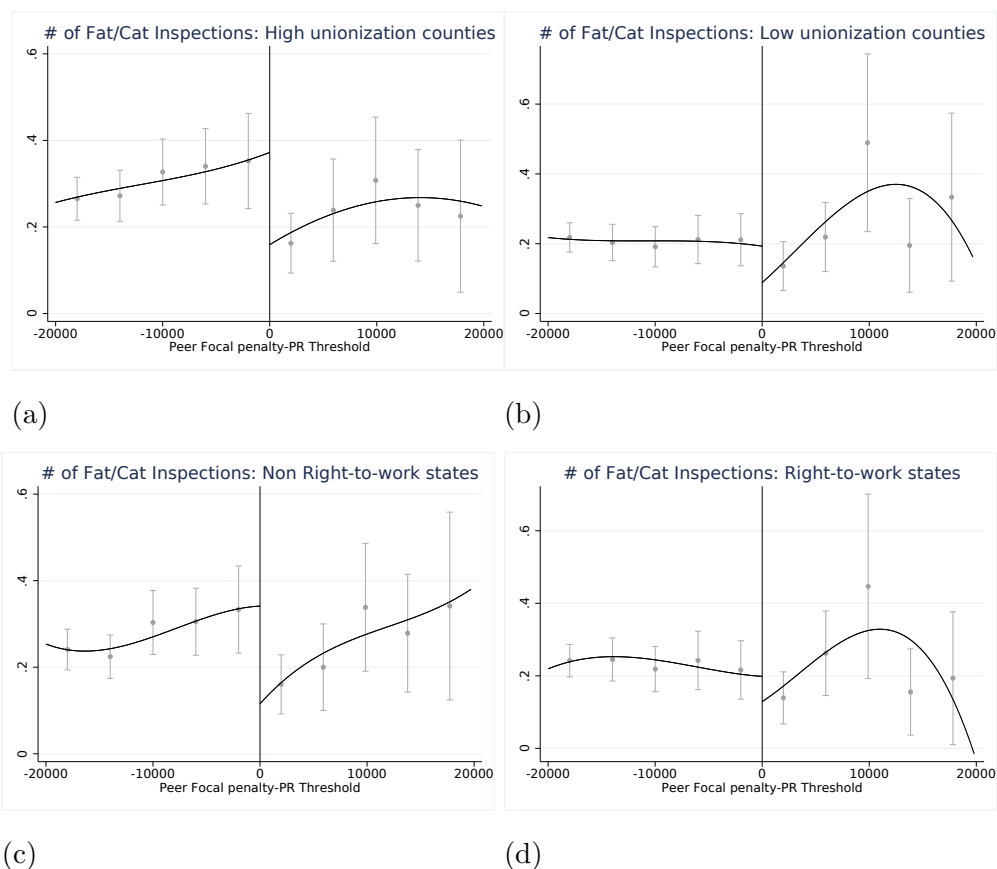 # of Fat/Cat Inspections: High unionization counties
.6
.4
.2
0
-20000 -10000 0 10000 20000
Peer Focal penalty-PR Threshold
(a)
# of Fat/Cat Inspections: Low unionization counties
.6
.4
.2
0
-20000 -10000 0 10000 20000
Peer Focal penalty-PR Threshold
(b)
# of Fat/Cat Inspections: Non Right-to-work states
.6
.4
.2
0
-20000 -10000 0 10000 20000
Peer Focal penalty-PR Threshold
(c)
# of Fat/Cat Inspections: Right-to-work states
.6
.4
.2
0
-20000 -10000 0 10000 20000
Peer Focal penalty-PR Threshold
(d)